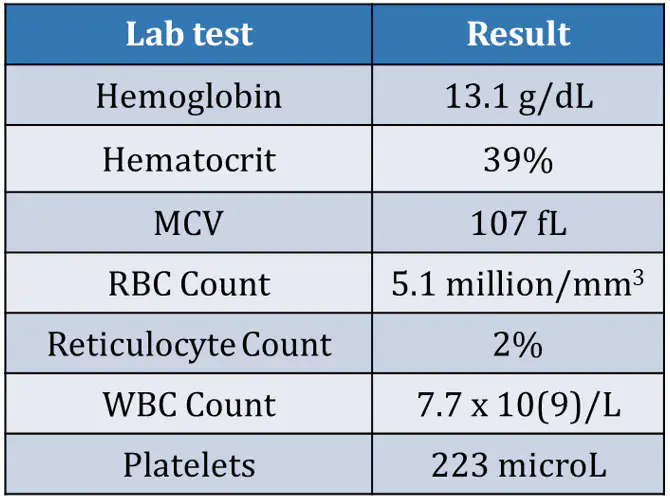 Lab test Result
Hemoglobin 13.1 g/dL
Hematocrit 39%
MCV 107 fL
RBC Count 5.1 million/mm³
Reticulocyte Count 2%
WBC Count 7.7 x 10(9)/L
Platelets 223 microL